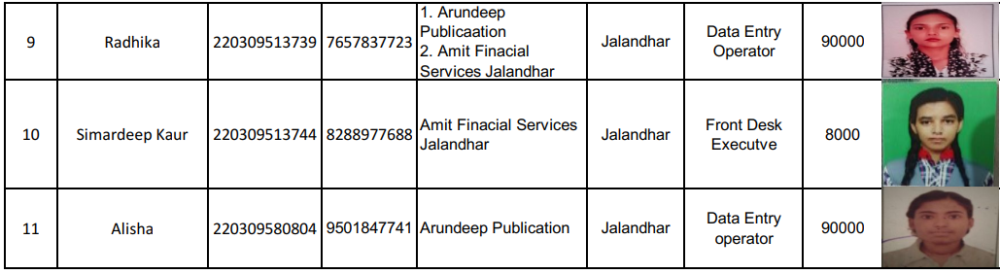 9 Radhika 220309513739 7657837723 1. Arundeep
Publicaation
2. Amit Finacial
Services Jalandhar Jalandhar Data Entry
Operator 90000
10 Simardeep Kaur 220309513744 8288977688 Amit Finacial Services
Jalandhar Jalandhar Front Desk
Executve 8000
11 Alisha 220309580804 9501847741 Arundeep Publication Jalandhar Data Entry
operator 90000